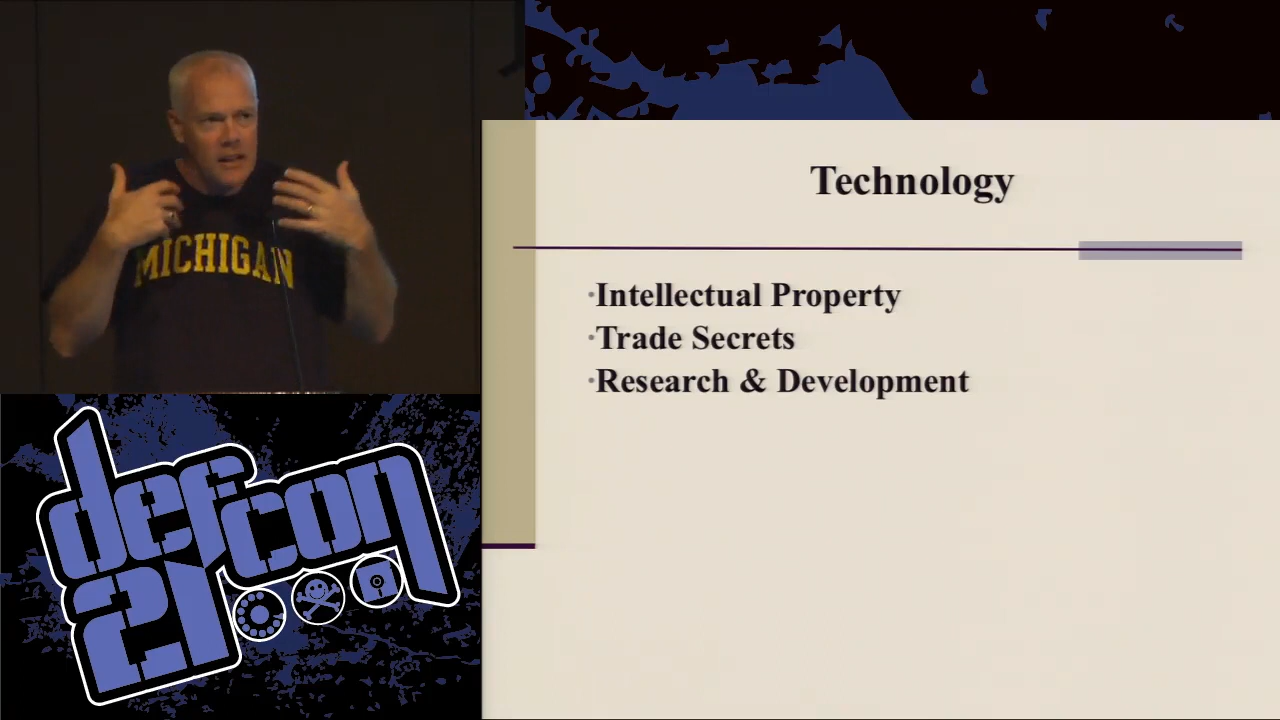 MICHIGAN
Technology
·Intellectual Property
·Trade Secrets
·Research & Development
defcon
21